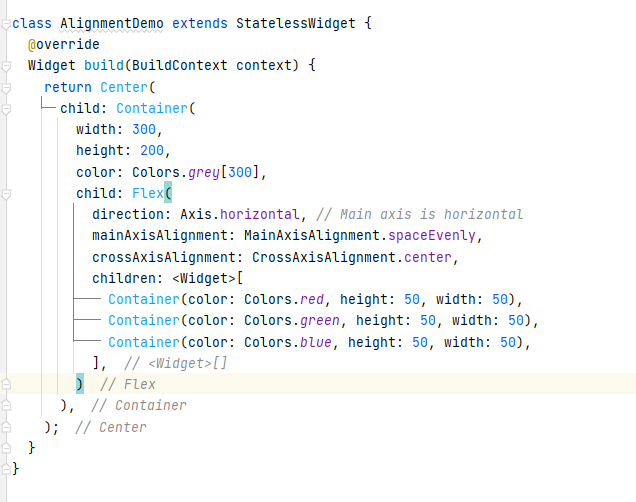 class AlignmentDemo extends StatelessWidget {
@override
Widget build(BuildContext context) {
return Center(
child: Container(
width: 300,
height: 200,
color: Colors.grey[300],
child: Flex(
direction: Axis.horizontal, // Main axis is horizontal
mainAxisAlignment: MainAxisAlignment.spaceEvenly,
crossAxisAlignment: CrossAxisAlignment.center,
children: <Widget>[
Container(color: Colors.red, height: 50, width: 50),
Container(color: Colors.green, height: 50, width: 50),
Container(color: Colors.blue, height: 50, width: 50),
], // <Widget>[]
) // Flex
), // Container
); // Center
}
}